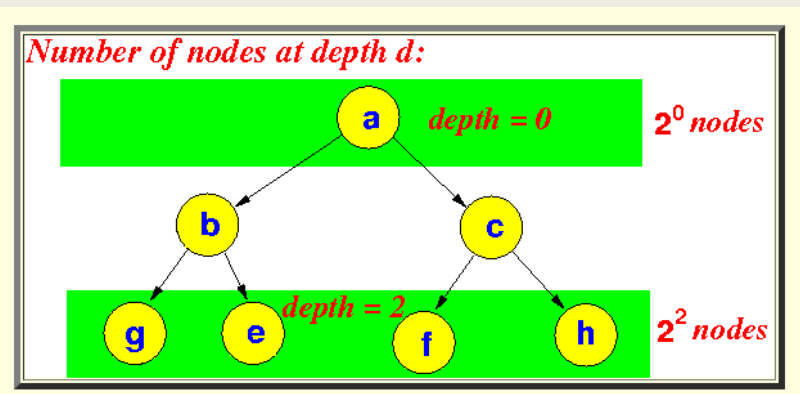 Number of nodes at depth d:
a depth = 0 2⁰ nodes
b c
depth = 2
g e f h 2² nodes